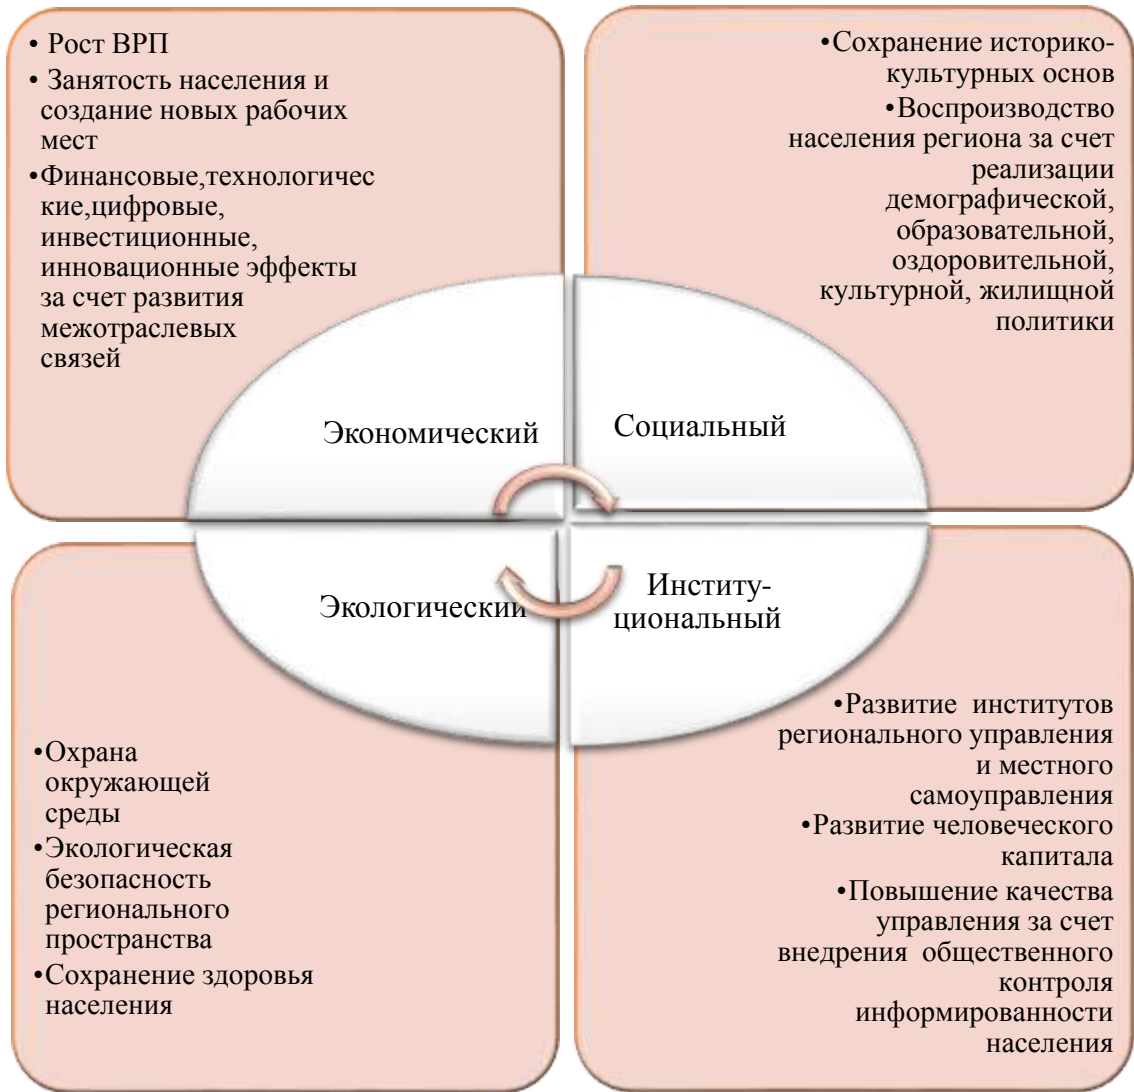 • Рост ВРП
• Занятость населения и
создание новых рабочих
мест
•Финансовые,технологичес
кие,цифровые,
инвестиционные,
инновационные эффекты
за счет развития
межотраслевых
связей
•Сохранение историко-
культурных основ
•Воспроизводство
населения региона за счет
реализации
демографической,
образовательной,
оздоровительной,
культурной, жилищной
политики
Экономический
Социальный
Экологический
Институ-
циональный
•Охрана
окружающей
среды
•Экологическая
безопасность
регионального
пространства
•Сохранение здоровья
населения
•Развитие институтов
регионального управления
и местного
самоуправления
•Развитие человеческого
капитала
•Повышение качества
управления за счет
внедрения общественного
контроля
информированности
населения